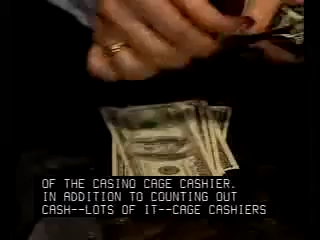 OF THE CASINO CAGE CASHIER.
IN ADDITION TO COUNTING OUT
CASH--LOTS OF IT--CAGE CASHIERS